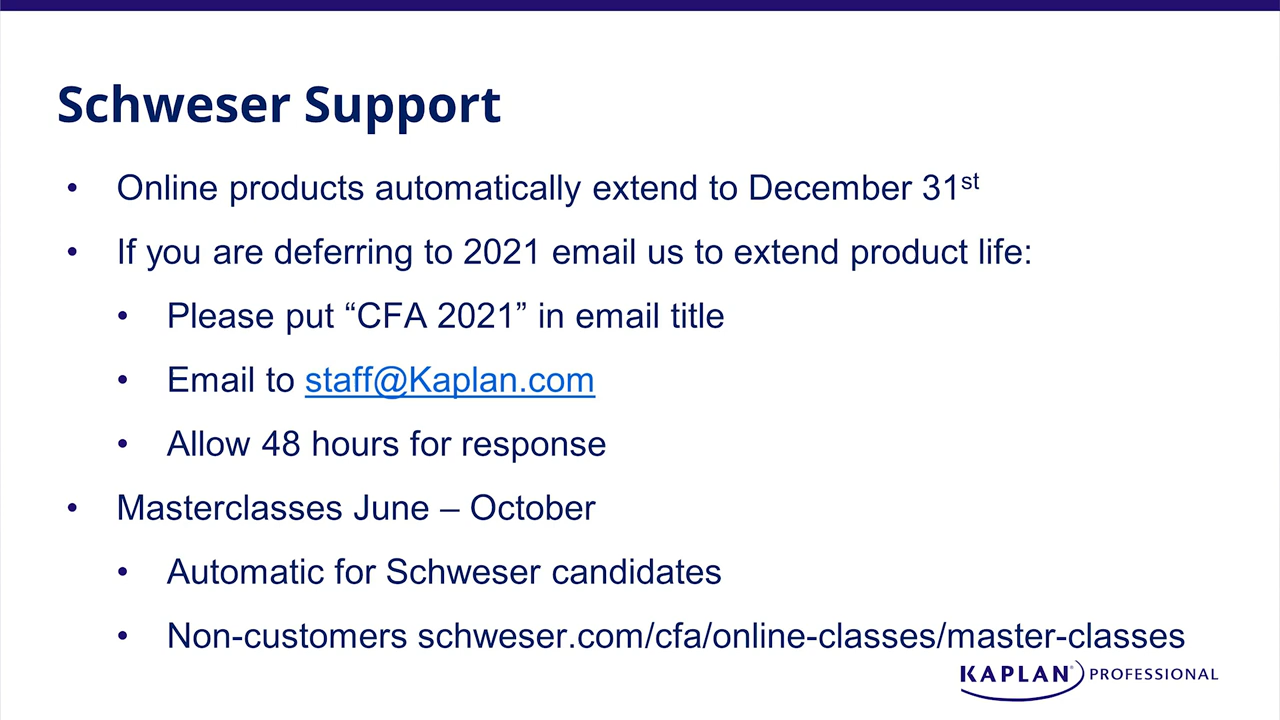 Schweser Support
• Online products automatically extend to December 31st
• If you are deferring to 2021 email us to extend product life:
• Please put “CFA 2021” in email title
• Email to staff@Kaplan.com
• Allow 48 hours for response
• Masterclasses June – October
• Automatic for Schweser candidates
• Non-customers schweser.com/cfa/online-classes/master-classes
KAPLAN® PROFESSIONAL